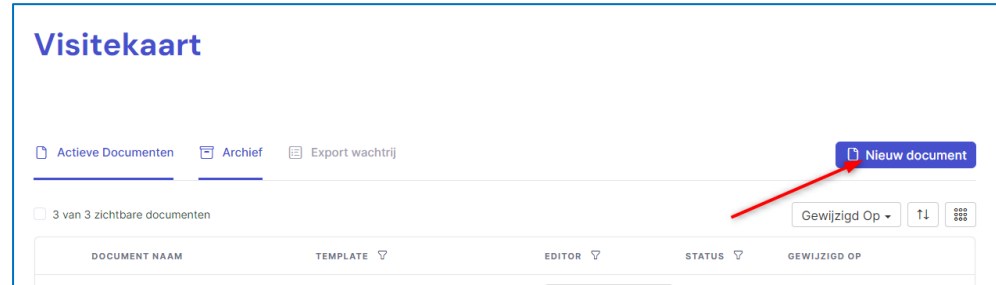 Visitekaart
Actieve Documenten Archief Export wachtrij Nieuw document
3 van 3 zichtbare documenten Gewijzigd Op
DOCUMENT NAAM TEMPLATE EDITOR STATUS GEWIJZIGD OP